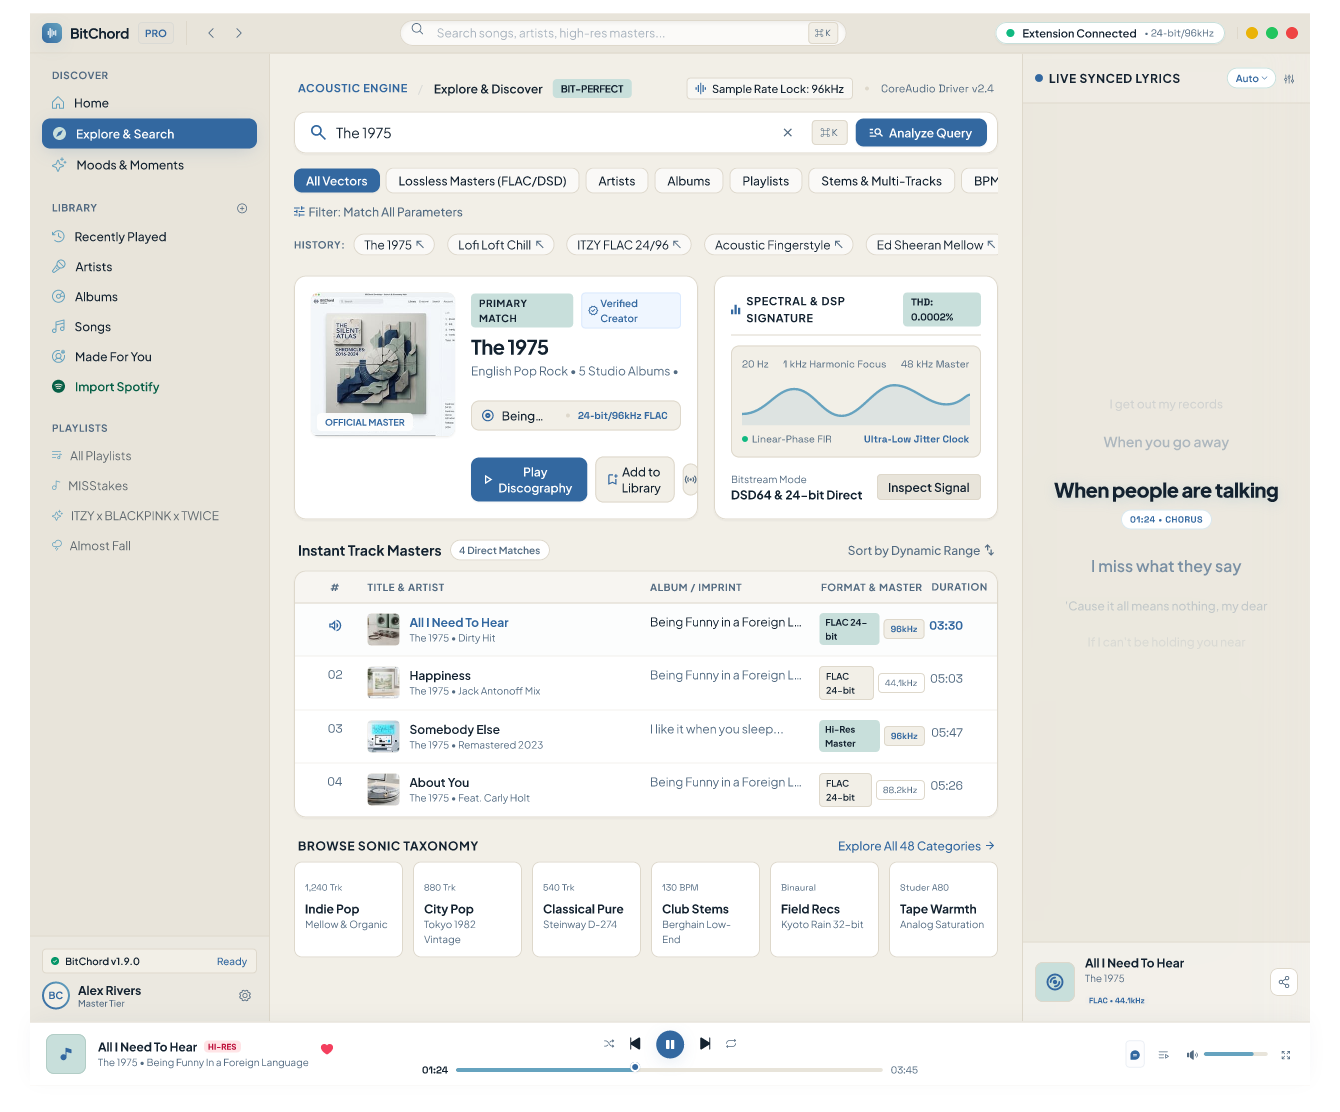 BitChord PRO
Search songs, artists, high-res masters...
⌘K
Extension Connected • 24-bit/96kHz
DISCOVER
Home
Explore & Search
Moods & Moments
LIBRARY
Recently Played
Artists
Albums
Songs
Made For You
Import Spotify
PLAYLISTS
All Playlists
MISStakes
ITZY x BLACKPINK x TWICE
Almost Fall
BitChord v1.9.0 Ready
BC
Alex Rivers
Master Tier
ACOUSTIC ENGINE / Explore & Discover BIT-PERFECT
Sample Rate Lock: 96kHz • CoreAudio Driver v2.4
The 1975
⌘K
Analyze Query
All Vectors
Lossless Masters (FLAC/DSD)
Artists
Albums
Playlists
Stems & Multi-Tracks
BPM
Filter: Match All Parameters
HISTORY:
The 1975
Lofi Loft Chill
ITZY FLAC 24/96
Acoustic Fingerstyle
Ed Sheeran Mellow
BitChord
THE
SILENT
ATLAS
CHRONICLES
2016-2024
OFFICIAL MASTER
PRIMARY
MATCH
Verified
Creator
The 1975
English Pop Rock • 5 Studio Albums •
Being... • 24-bit/96kHz FLAC
Play
Discography
Add to
Library
SPECTRAL & DSP
SIGNATURE
THD:
0.0002%
20 Hz 1 kHz Harmonic Focus 48 kHz Master
Linear-Phase FIR Ultra-Low Jitter Clock
Bitstream Mode
DSD64 & 24-bit Direct
Inspect Signal
Instant Track Masters 4 Direct Matches
Sort by Dynamic Range
# TITLE & ARTIST ALBUM / IMPRINT FORMAT & MASTER DURATION
All I Need To Hear
The 1975 • Dirty Hit
Being Funny in a Foreign L...
FLAC 24-
bit
96kHz
03:30
02
Happiness
The 1975 • Jack Antonoff Mix
Being Funny in a Foreign L...
FLAC
24-bit
44.1kHz
05:03
03
Somebody Else
The 1975 • Remastered 2023
I like it when you sleep...
Hi-Res
Master
96kHz
05:47
04
About You
The 1975 • Feat. Carly Holt
Being Funny in a Foreign L...
FLAC
24-bit
88.2kHz
05:26
BROWSE SONIC TAXONOMY
Explore All 48 Categories →
1,240 Trk
Indie Pop
Mellow & Organic
880 Trk
City Pop
Tokyo 1982
Vintage
540 Trk
Classical Pure
Steinway D-274
130 BPM
Club Stems
Berghain Low-
End
Binaural
Field Recs
Kyoto Rain 32-bit
Studer A80
Tape Warmth
Analog Saturation
LIVE SYNCED LYRICS
Auto
I get out my records
When you go away
When people are talking
01:24 • CHORUS
I miss what they say
'Cause it all means nothing, my dear
If I can't be holding you near
All I Need To Hear
The 1975
FLAC • 44.1kHz
All I Need To Hear HI-RES
The 1975 • Being Funny In a Foreign Language
01:24
03:45